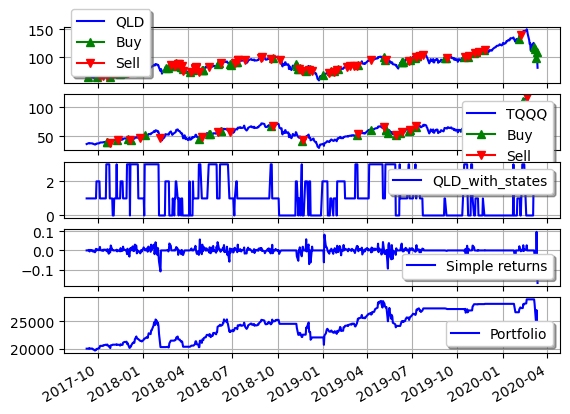 150
100
QLD
Buy
Sell
100
50
TQQQ
Buy
Sell
2
0
QLD_with_states
0.1
0.0
−0.1
Simple returns
25000
20000
Portfolio
2017-10 2018-01 2018-04 2018-07 2018-10 2019-01 2019-04 2019-07 2019-10 2020-01 2020-04